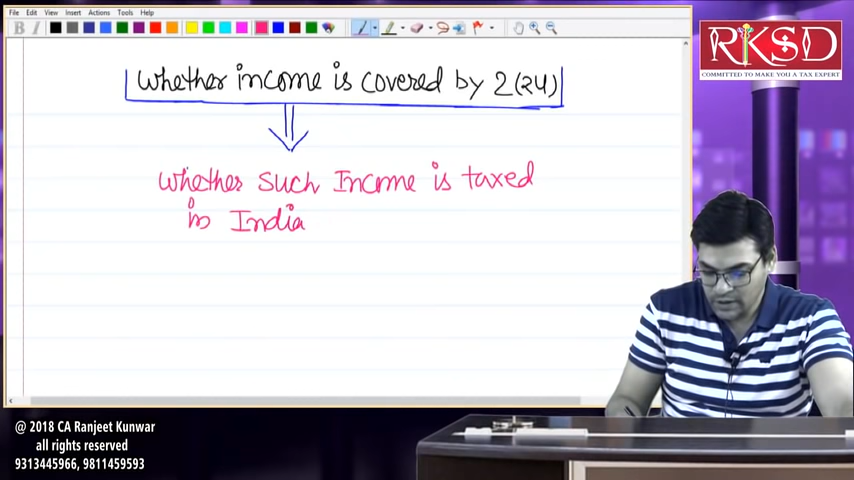 File Edit View Insert Actions Tools Help
B I
RKSD
COMMITTED TO MAKE YOU A TAX EXPERT
whether income is covered by 2(24)
whether such Income is taxed
in India
@ 2018 CA Ranjeet Kunwar
all rights reserved
9313445966, 9811459593